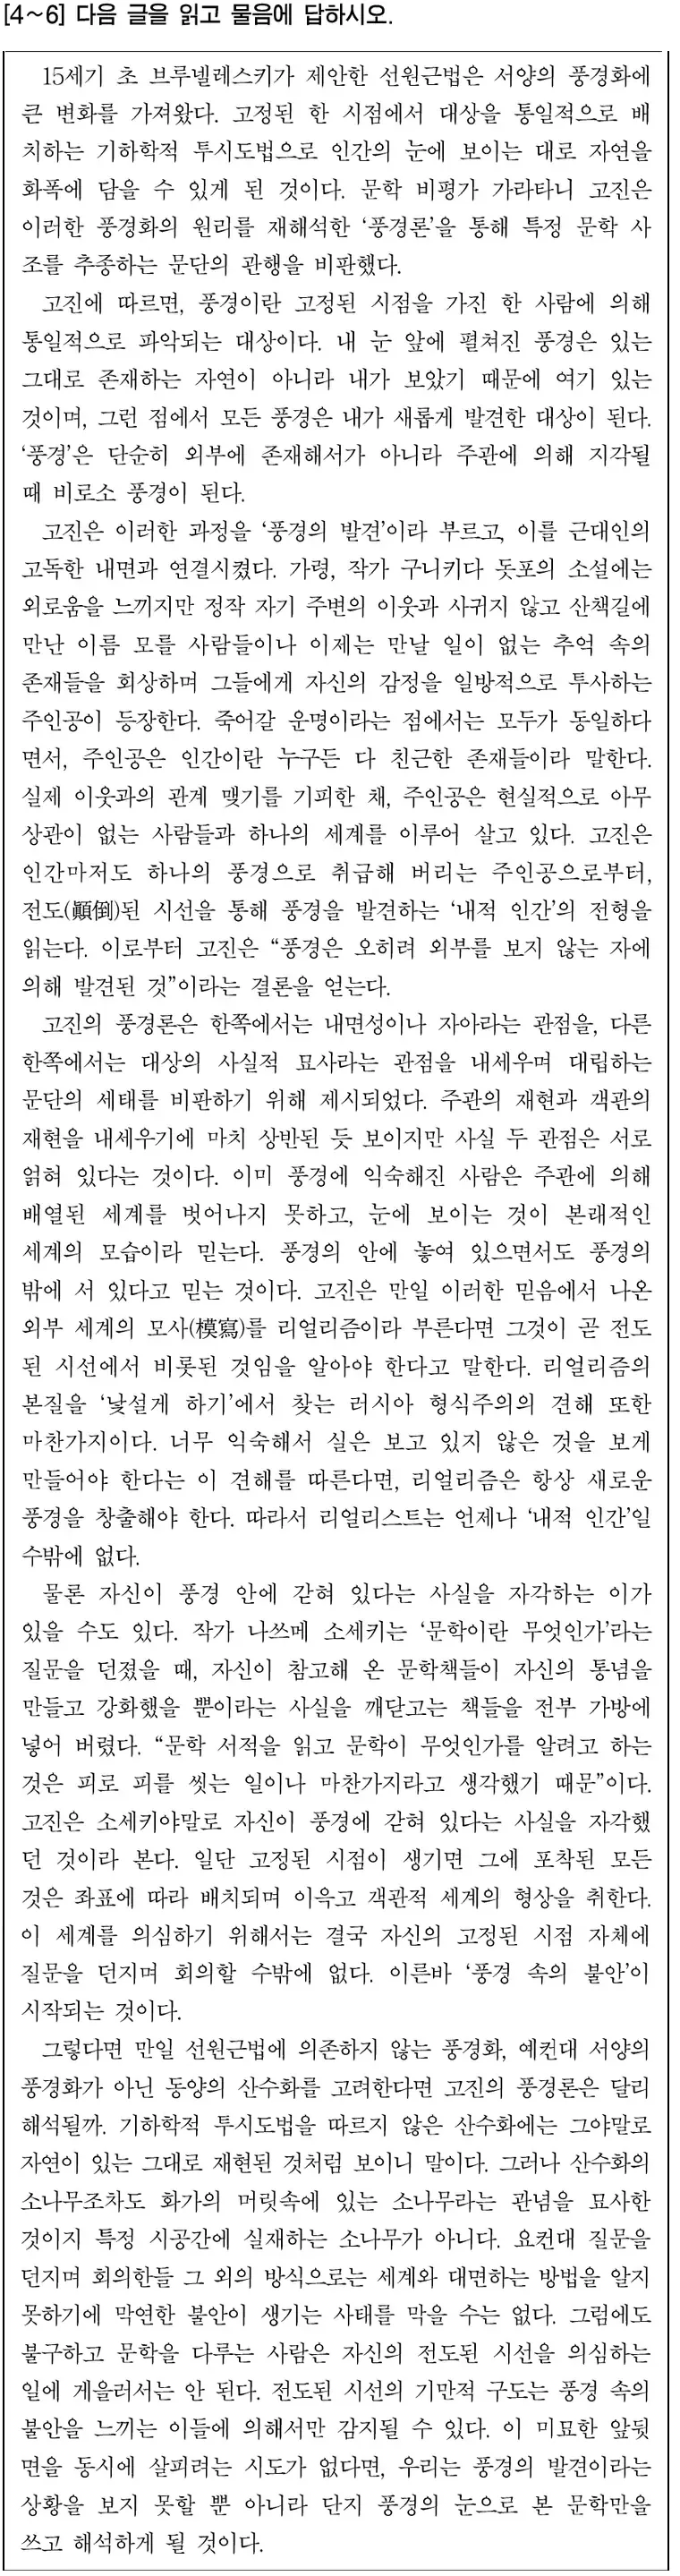 [4~6] 다음 글을 읽고 물음에 답하시오.
15세기 초 브루넬레스키가 제안한 선원근법은 서양의 풍경화에
큰 변화를 가져왔다. 고정된 한 시점에서 대상을 통일적으로 배
치하는 기하학적 투시도법으로 인간의 눈에 보이는 대로 자연을
화폭에 담을 수 있게 된 것이다. 문학 비평가 가라타니 고진은
이러한 풍경화의 원리를 재해석한 ‘풍경론’을 통해 특정 문학 사
조를 추종하는 문단의 관행을 비판했다.
고진에 따르면, 풍경이란 고정된 시점을 가진 한 사람에 의해
통일적으로 파악되는 대상이다. 내 눈 앞에 펼쳐진 풍경은 있는
그대로 존재하는 자연이 아니라 내가 보았기 때문에 여기 있는
것이며, 그런 점에서 모든 풍경은 내가 새롭게 발견한 대상이 된다.
‘풍경’은 단순히 외부에 존재해서가 아니라 주관에 의해 지각될
때 비로소 풍경이 된다.
고진은 이러한 과정을 ‘풍경의 발견’이라 부르고, 이를 근대인의
고독한 내면과 연결시켰다. 가령, 작가 구니키다 돗포의 소설에는
외로움을 느끼지만 정작 자기 주변의 이웃과 사귀지 않고 산책길에
만난 이름 모를 사람들이나 이제는 만날 일이 없는 추억 속의
존재들을 회상하며 그들에게 자신의 감정을 일방적으로 투사하는
주인공이 등장한다. 죽어갈 운명이라는 점에서는 모두가 동일하다
면서, 주인공은 인간이란 누구든 다 친근한 존재들이라 말한다.
실제 이웃과의 관계 맺기를 기피한 채, 주인공은 현실적으로 아무
상관이 없는 사람들과 하나의 세계를 이루어 살고 있다. 고진은
인간마저도 하나의 풍경으로 취급해 버리는 주인공으로부터,
전도(顚倒)된 시선을 통해 풍경을 발견하는 ‘내적 인간’의 전형을
읽는다. 이로부터 고진은 “풍경은 오히려 외부를 보지 않는 자에
의해 발견된 것”이라는 결론을 얻는다.
고진의 풍경론은 한쪽에서는 내면성이나 자아라는 관점을, 다른
한쪽에서는 대상의 사실적 묘사라는 관점을 내세우며 대립하는
문단의 세태를 비판하기 위해 제시되었다. 주관의 재현과 객관의
재현을 내세우기에 마치 상반된 듯 보이지만 사실 두 관점은 서로
얽혀 있다는 것이다. 이미 풍경에 익숙해진 사람은 주관에 의해
배열된 세계를 벗어나지 못하고, 눈에 보이는 것이 본래적인
세계의 모습이라 믿는다. 풍경의 안에 놓여 있으면서도 풍경의
밖에 서 있다고 믿는 것이다. 고진은 만일 이러한 믿음에서 나온
외부 세계의 모사(模寫)를 리얼리즘이라 부른다면 그것이 곧 전도
된 시선에서 비롯된 것임을 알아야 한다고 말한다. 리얼리즘의
본질을 ‘낯설게 하기’에서 찾는 러시아 형식주의의 견해 또한
마찬가지이다. 너무 익숙해서 실은 보고 있지 않은 것을 보게
만들어야 한다는 이 견해를 따른다면, 리얼리즘은 항상 새로운
풍경을 창출해야 한다. 따라서 리얼리스트는 언제나 ‘내적 인간’일
수밖에 없다.
물론 자신이 풍경 안에 갇혀 있다는 사실을 자각하는 이가
있을 수도 있다. 작가 나쓰메 소세키는 ‘문학이란 무엇인가’라는
질문을 던졌을 때, 자신이 참고해 온 문학책들이 자신의 통념을
만들고 강화했을 뿐이라는 사실을 깨닫고는 책들을 전부 가방에
넣어 버렸다. “문학 서적을 읽고 문학이 무엇인가를 알려고 하는
것은 피로 피를 씻는 일이나 마찬가지라고 생각했기 때문”이다.
고진은 소세키야말로 자신이 풍경에 갇혀 있다는 사실을 자각했
던 것이라 본다. 일단 고정된 시점이 생기면 그에 포착된 모든
것은 좌표에 따라 배치되며 이윽고 객관적 세계의 형상을 취한다.
이 세계를 의심하기 위해서는 결국 자신의 고정된 시점 자체에
질문을 던지며 회의할 수밖에 없다. 이른바 ‘풍경 속의 불안’이
시작되는 것이다.
그렇다면 만일 선원근법에 의존하지 않는 풍경화, 예컨대 서양의
풍경화가 아닌 동양의 산수화를 고려한다면 고진의 풍경론은 달리
해석될까. 기하학적 투시도법을 따르지 않은 산수화에는 그야말로
자연이 있는 그대로 재현된 것처럼 보이니 말이다. 그러나 산수화의
소나무조차도 화가의 머릿속에 있는 소나무라는 관념을 묘사한
것이지 특정 시공간에 실재하는 소나무가 아니다. 요컨대 질문을
던지며 회의한들 그 외의 방식으로는 세계와 대면하는 방법을 알지
못하기에 막연한 불안이 생기는 사태를 막을 수는 없다. 그럼에도
불구하고 문학을 다루는 사람은 자신의 전도된 시선을 의심하는
일에 게을러서는 안 된다. 전도된 시선의 기만적 구도는 풍경 속의
불안을 느끼는 이들에 의해서만 감지될 수 있다. 이 미묘한 앞뒷
면을 동시에 살피려는 시도가 없다면, 우리는 풍경의 발견이라는
상황을 보지 못할 뿐 아니라 단지 풍경의 눈으로 본 문학만을
쓰고 해석하게 될 것이다.